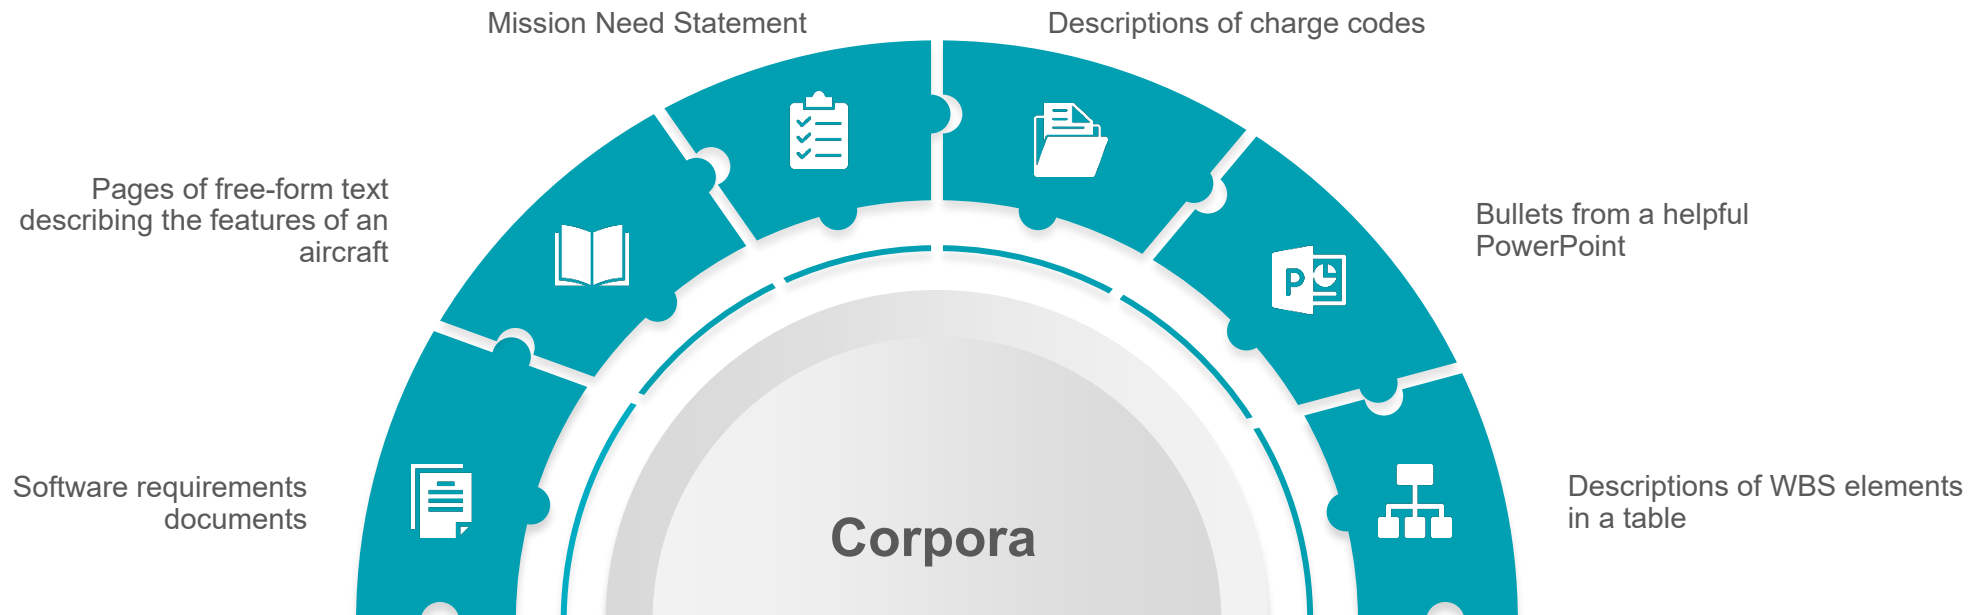 Mission Need Statement
Descriptions of charge codes
Pages of free-form text
describing the features of an
aircraft
Bullets from a helpful
PowerPoint
P
Software requirements
documents
Descriptions of WBS elements
in a table
Corpora